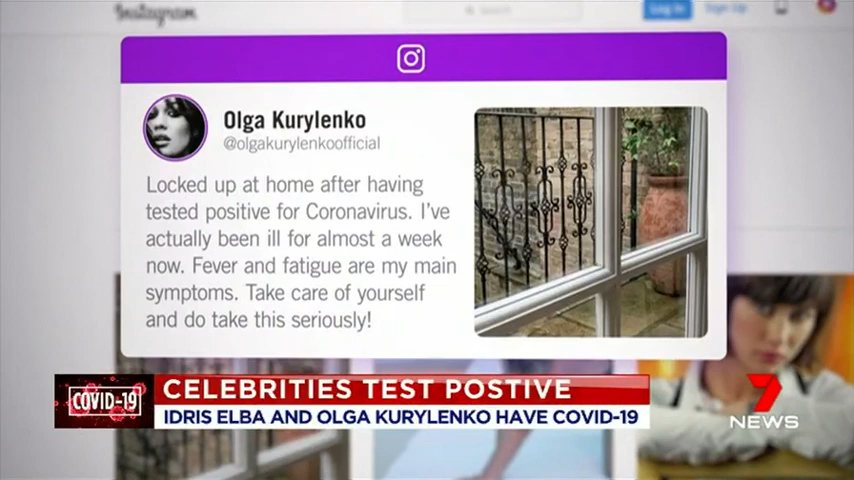 Instagram
Search
Log In
Sign Up
Olga Kurylenko
@olgakurylenkoofficial
Locked up at home after having
tested positive for Coronavirus. I've
actually been ill for almost a week
now. Fever and fatigue are my main
symptoms. Take care of yourself
and do take this seriously!
COVID-19
CELEBRITIES TEST POSTIVE
IDRIS ELBA AND OLGA KURYLENKO HAVE COVID-19
7
NEWS